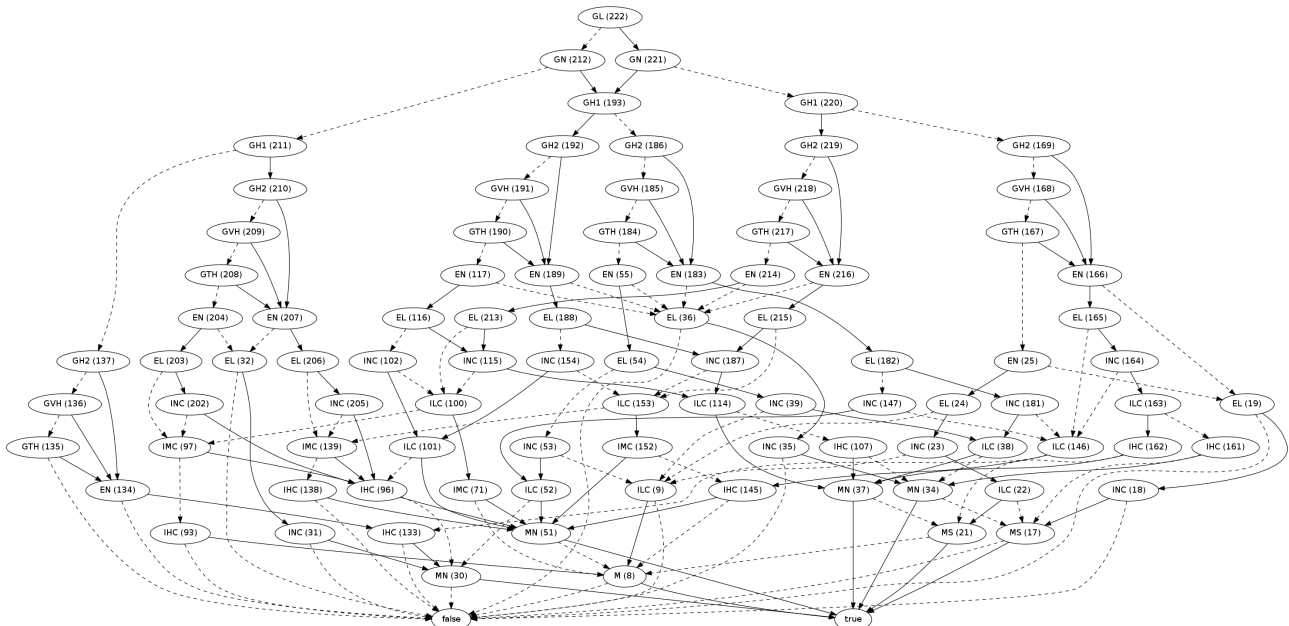 GL (222)
GN (212) GN (221)
GH1 (193) GH1 (220)
GH1 (211) GH2 (192) GH2 (186) GH2 (219) GH2 (169)
GH2 (210) GVH (191) GVH (185) GVH (218) GVH (168)
GVH (209) GTH (190) GTH (184) GTH (217) GTH (167)
GTH (208) EN (117) EN (189) EN (55) EN (183) EN (214) EN (216) EN (166)
EN (204) EN (207) EL (116) EL (213) EL (188) EL (36) EL (215) EL (165)
GH2 (137) EL (203) EL (32) EL (206) INC (102) INC (115) INC (154) EL (54) INC (187) EL (182) EN (25) INC (164)
GVH (136) INC (202) INC (205) ILC (100) ILC (153) ILC (114) INC (39) INC (147) EL (24) INC (181) ILC (163) EL (19)
GTH (135) IMC (97) IMC (139) ILC (101) INC (53) IMC (152) INC (35) IHC (107) INC (23) ILC (38) ILC (146) IHC (162) IHC (161)
EN (134) IHC (138) IHC (96) IMC (71) ILC (52) ILC (9) IHC (145) MN (37) MN (34) ILC (22) INC (18)
IHC (93) INC (31) IHC (133) MN (51) MS (21) MS (17)
MN (30) M (8)
false true